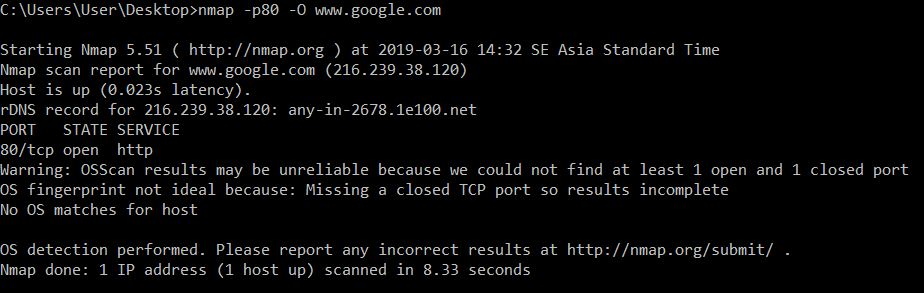 C:\Users\User\Desktop>nmap -p80 -O www.google.com
Starting Nmap 5.51 ( http://nmap.org ) at 2019-03-16 14:32 SE Asia Standard Time
Nmap scan report for www.google.com (216.239.38.120)
Host is up (0.023s latency).
rDNS record for 216.239.38.120: any-in-2678.1e100.net
PORT   STATE SERVICE
80/tcp open  http
Warning: OSScan results may be unreliable because we could not find at least 1 open and 1 closed port
OS fingerprint not ideal because: Missing a closed TCP port so results incomplete
No OS matches for host
OS detection performed. Please report any incorrect results at http://nmap.org/submit/ .
Nmap done: 1 IP address (1 host up) scanned in 8.33 seconds